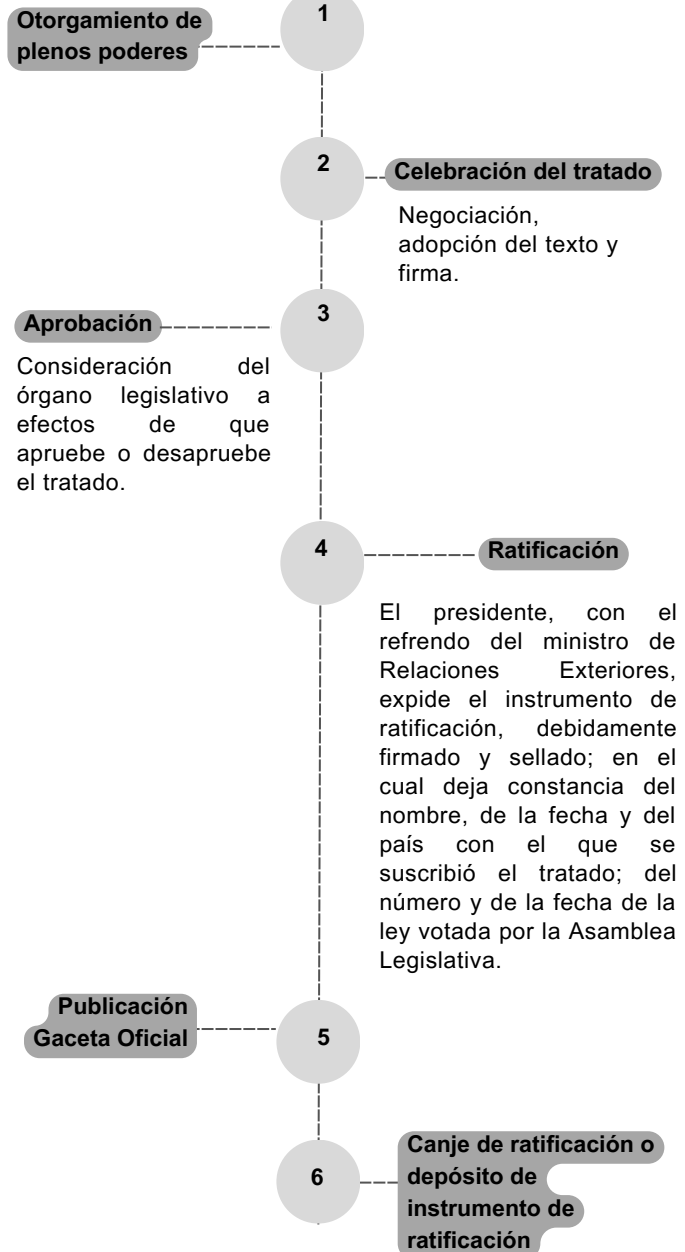 Otorgamiento de
plenos poderes
1
2
Celebración del tratado
Negociación,
adopción del texto y
firma.
3
Aprobación
Consideración del
órgano legislativo a
efectos de que
apruebe o desapruebe
el tratado.
4
Ratificación
El presidente, con el
refrendo del ministro de
Relaciones Exteriores,
expide el instrumento de
ratificación, debidamente
firmado y sellado; en el
cual deja constancia del
nombre, de la fecha y del
país con el que se
suscribió el tratado; del
número y de la fecha de la
ley votada por la Asamblea
Legislativa.
Publicación
Gaceta Oficial
5
6
Canje de ratificación o
depósito de
instrumento de
ratificación